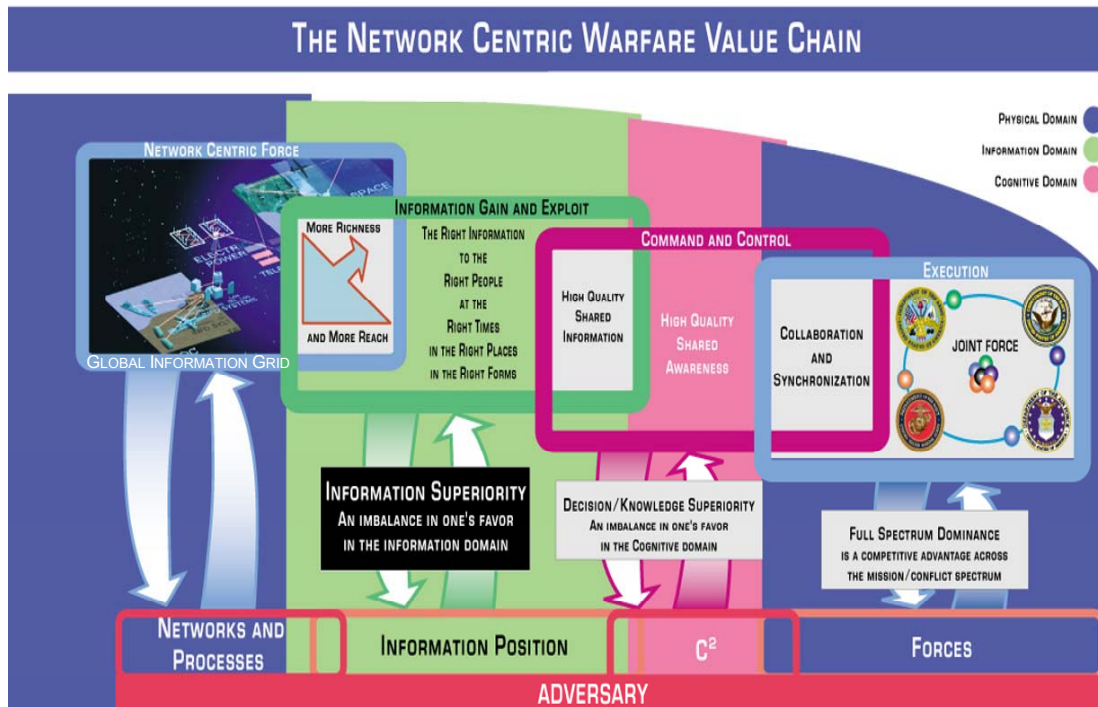 THE NETWORK CENTRIC WARFARE VALUE CHAIN
PHYSICAL DOMAIN
INFORMATION DOMAIN
COGNITIVE DOMAIN
NETWORK CENTRIC FORCE
SPACE
ELECTR
POWER
TELE
GLOBAL INFORMATION GRID
INFORMATION GAIN AND EXPLOIT
MORE RICHNESS
AND MORE REACH
THE RIGHT INFORMATION
TO THE
RIGHT PEOPLE
AT THE
RIGHT TIMES
IN THE RIGHT PLACES
IN THE RIGHT FORMS
COMMAND AND CONTROL
HIGH QUALITY
SHARED
INFORMATION
HIGH QUALITY
SHARED
AWARENESS
EXECUTION
COLLABORATION
AND
SYNCHRONIZATION
JOINT FORCE
INFORMATION SUPERIORITY
AN IMBALANCE IN ONE'S FAVOR
IN THE INFORMATION DOMAIN
DECISION/KNOWLEDGE SUPERIORITY
AN IMBALANCE IN ONE'S FAVOR
IN THE COGNITIVE DOMAIN
FULL SPECTRUM DOMINANCE
IS A COMPETITIVE ADVANTAGE ACROSS
THE MISSION/CONFLICT SPECTRUM
NETWORKS AND
PROCESSES
INFORMATION POSITION
C²
FORCES
ADVERSARY